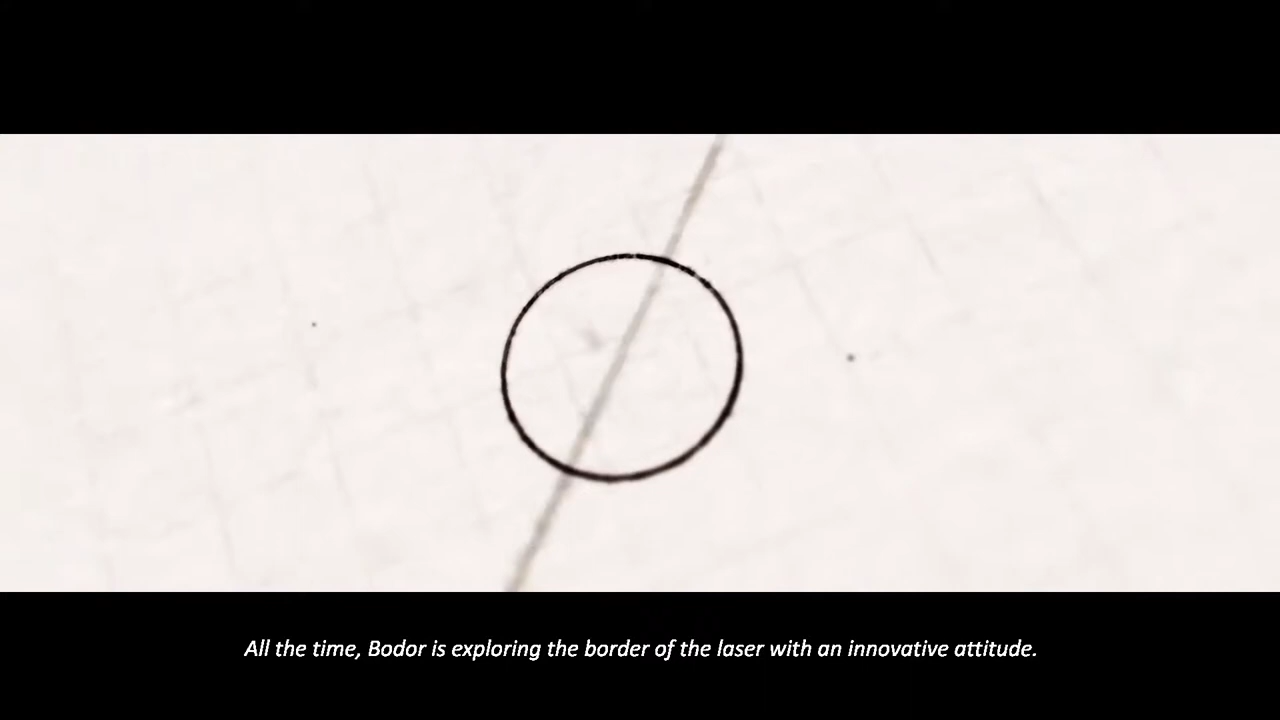 All the time, Bodor is exploring the border of the laser with an innovative attitude.